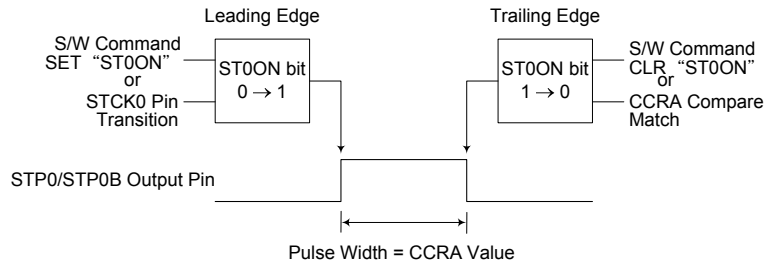 Leading Edge
Trailing Edge
S/W Command
SET “ST0ON”
or
STCK0 Pin
Transition
ST0ON bit
0 → 1
ST0ON bit
1 → 0
S/W Command
CLR “ST0ON”
or
CCRA Compare
Match
STP0/STP0B Output Pin
Pulse Width = CCRA Value